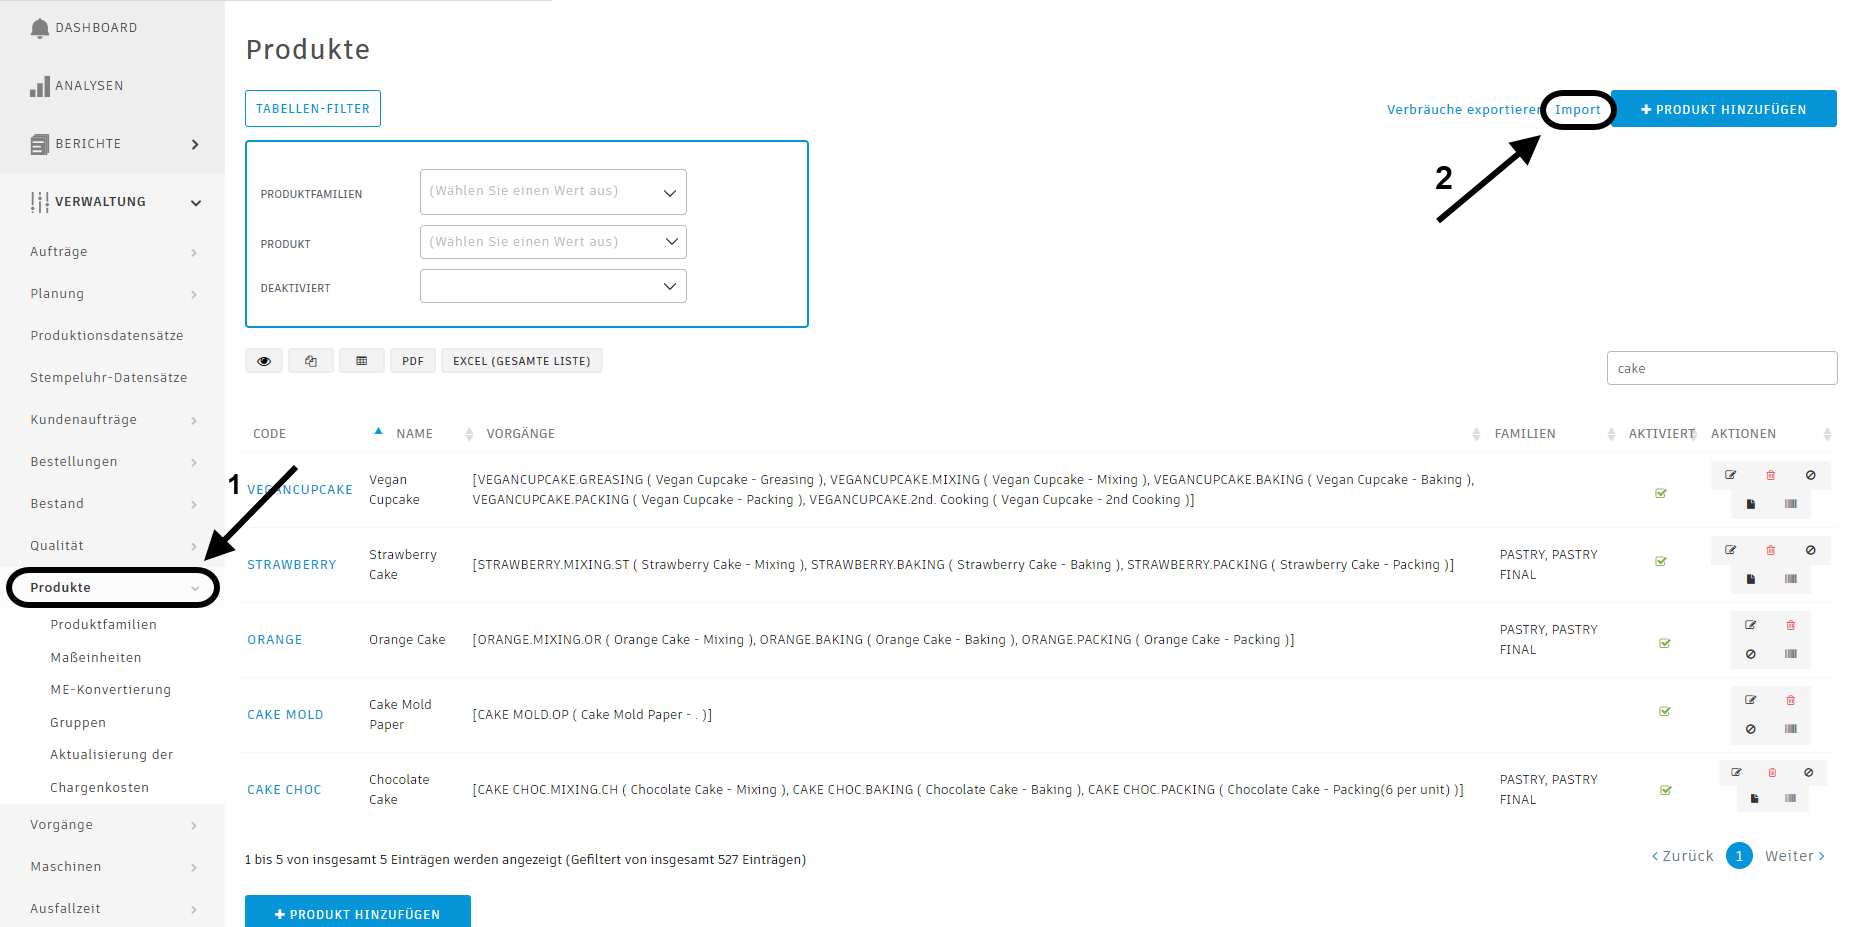 DASHBOARD
ANALYSEN
BERICHTE
VERWALTUNG
Aufträge
Planung
Produktionsdatensätze
Stempeluhr-Datensätze
Kundenaufträge
Bestellungen
Bestand
Qualität
Produkte
Produktfamilien
Maßeinheiten
ME-Konvertierung
Gruppen
Aktualisierung der
Chargenkosten
Vorgänge
Maschinen
Ausfallzeit
1
Produkte
TABELLEN-FILTER
Verbräuche exportieren
Import
PRODUKT HINZUFÜGEN
2
PRODUKTFAMILIEN
(Wählen Sie einen Wert aus)
PRODUKT
(Wählen Sie einen Wert aus)
DEAKTIVIERT
PDF
EXCEL (GESAMTE LISTE)
cake
CODE NAME VORGÄNGE FAMILIEN AKTIVIERT AKTIONEN
VEGANCUPCAKE
Vegan
Cupcake
[VEGANCUPCAKE.GREASING ( Vegan Cupcake - Greasing ), VEGANCUPCAKE.MIXING ( Vegan Cupcake - Mixing ), VEGANCUPCAKE.BAKING ( Vegan Cupcake - Baking ),
VEGANCUPCAKE.PACKING ( Vegan Cupcake - Packing ), VEGANCUPCAKE.2nd. Cooking ( Vegan Cupcake - 2nd Cooking )]
STRAWBERRY
Strawberry
Cake
[STRAWBERRY.MIXING.ST ( Strawberry Cake - Mixing ), STRAWBERRY.BAKING ( Strawberry Cake - Baking ), STRAWBERRY.PACKING ( Strawberry Cake - Packing )]
PASTRY, PASTRY
FINAL
ORANGE
Orange Cake
[ORANGE.MIXING.OR ( Orange Cake - Mixing ), ORANGE.BAKING ( Orange Cake - Baking ), ORANGE.PACKING ( Orange Cake - Packing )]
PASTRY, PASTRY
FINAL
CAKE MOLD
Cake Mold
Paper
[CAKE MOLD.OP ( Cake Mold Paper - . )]
CAKE CHOC
Chocolate
Cake
[CAKE CHOC.MIXING.CH ( Chocolate Cake - Mixing ), CAKE CHOC.BAKING ( Chocolate Cake - Baking ), CAKE CHOC.PACKING ( Chocolate Cake - Packing(6 per unit) )]
PASTRY, PASTRY
FINAL
1 bis 5 von insgesamt 5 Einträgen werden angezeigt (Gefiltert von insgesamt 527 Einträgen)
Zurück 1 Weiter
PRODUKT HINZUFÜGEN